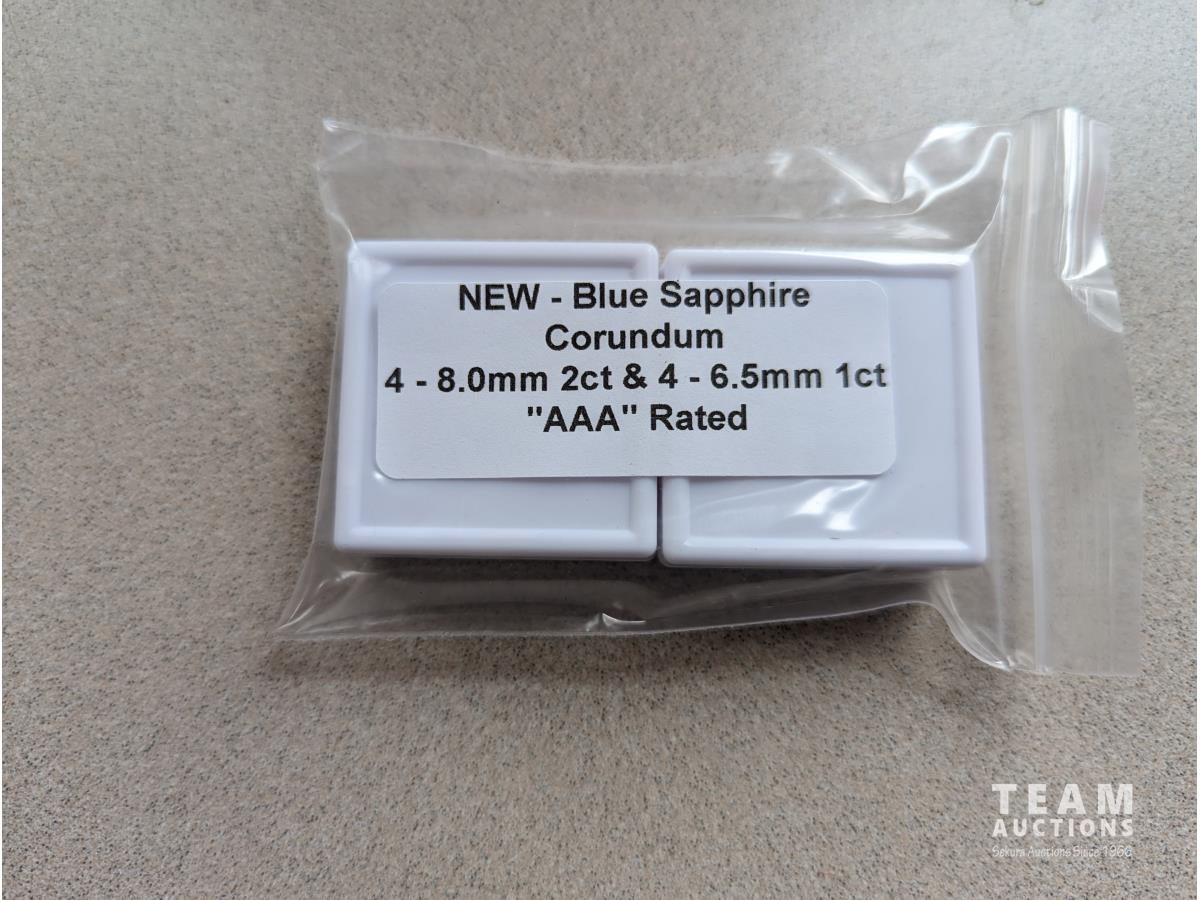 NEW - Blue Sapphire
Corundum
4 - 8.0mm 2ct & 4 - 6.5mm 1ct
"AAA" Rated
TEAM
AUCTIONS
Sekura Auctions Since 1966